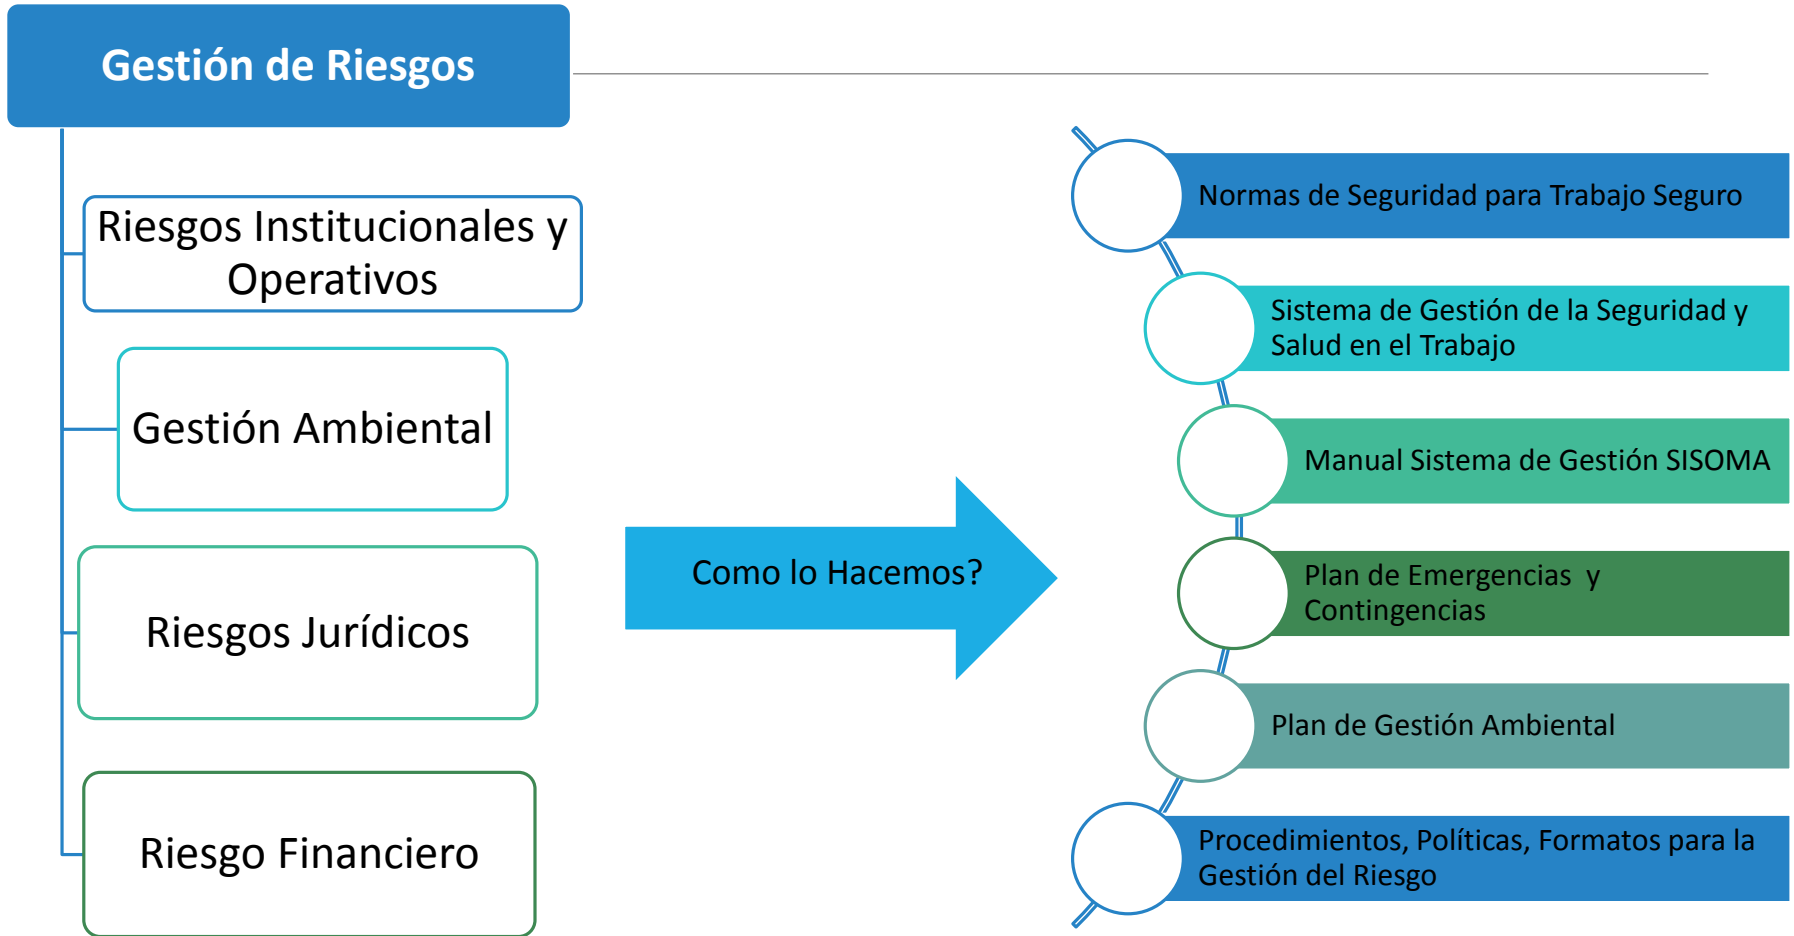 Gestión de Riesgos
Riesgos Institucionales y
Operativos
Gestión Ambiental
Riesgos Jurídicos
Riesgo Financiero
Como lo Hacemos?
Normas de Seguridad para Trabajo Seguro
Sistema de Gestión de la Seguridad y
Salud en el Trabajo
Manual Sistema de Gestión SISOMA
Plan de Emergencias y
Contingencias
Plan de Gestión Ambiental
Procedimientos, Políticas, Formatos para la
Gestión del Riesgo